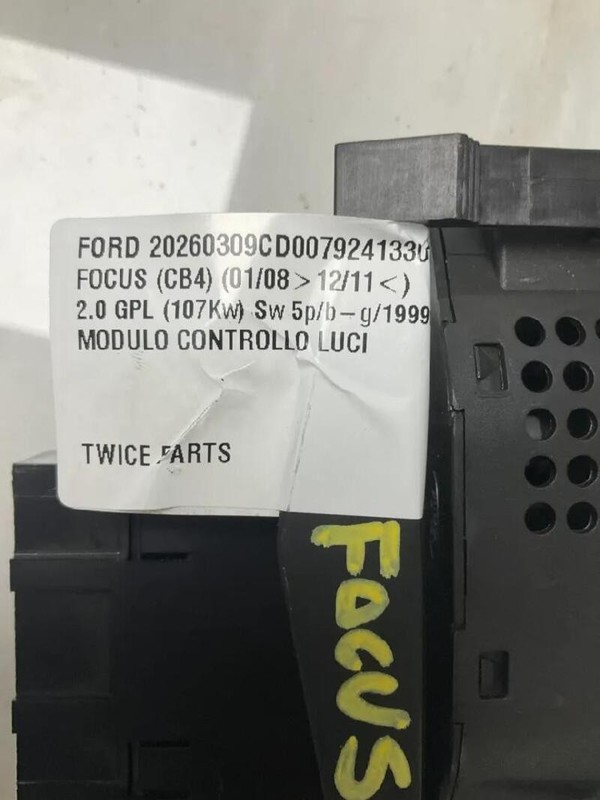 FORD 20260309CD0079241330
FOCUS (CB4) (01/08 > 12/11 <)
2.0 GPL (107Kw) Sw 5p/b-g/1999
MODULO CONTROLLO LUCI
TWICE PARTS
FOCUS